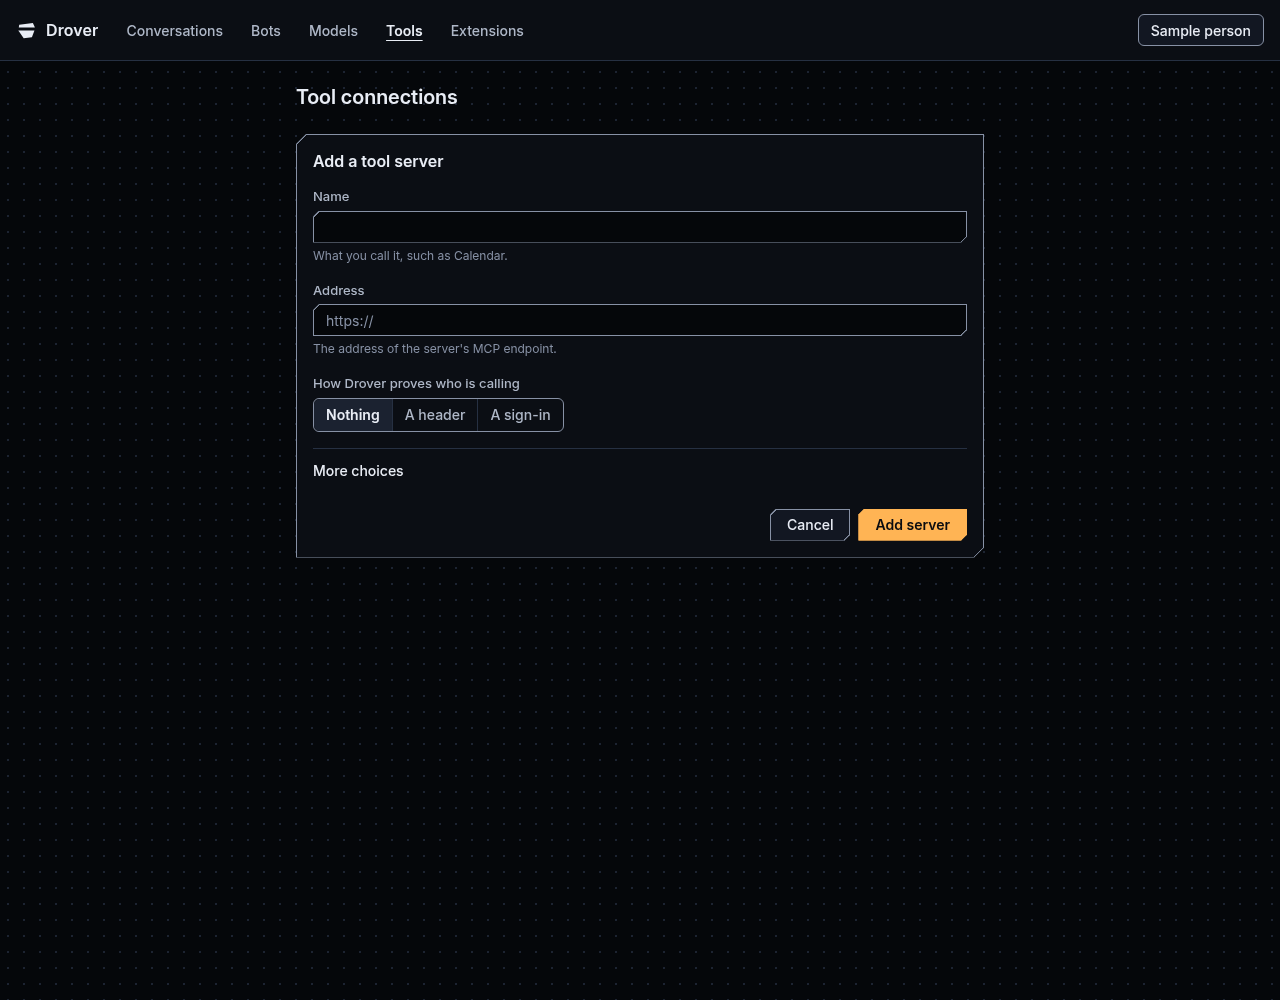 Drover
Conversations
Bots
Models
Tools
Extensions
Sample person
Tool connections
Add a tool server
Name
What you call it, such as Calendar.
Address
https://
The address of the server's MCP endpoint.
How Drover proves who is calling
Nothing
A header
A sign-in
More choices
Cancel
Add server